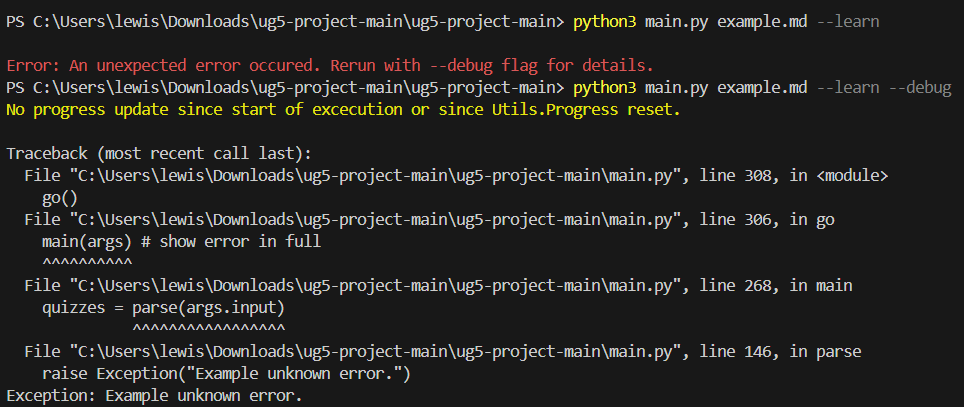 PS C:\Users\lewis\Downloads\ug5-project-main\ug5-project-main> python3 main.py example.md --learn
Error: An unexpected error occured. Rerun with --debug flag for details.
PS C:\Users\lewis\Downloads\ug5-project-main\ug5-project-main> python3 main.py example.md --learn --debug
No progress update since start of excecution or since Utils.Progress reset.
Traceback (most recent call last):
  File "C:\Users\lewis\Downloads\ug5-project-main\ug5-project-main\main.py", line 308, in <module>
    go()
  File "C:\Users\lewis\Downloads\ug5-project-main\ug5-project-main\main.py", line 306, in go
    main(args) # show error in full
    ^^^^^^^^^^
  File "C:\Users\lewis\Downloads\ug5-project-main\ug5-project-main\main.py", line 268, in main
    quizzes = parse(args.input)
              ^^^^^^^^^^^^^^^^^
  File "C:\Users\lewis\Downloads\ug5-project-main\ug5-project-main\main.py", line 146, in parse
    raise Exception("Example unknown error.")
Exception: Example unknown error.